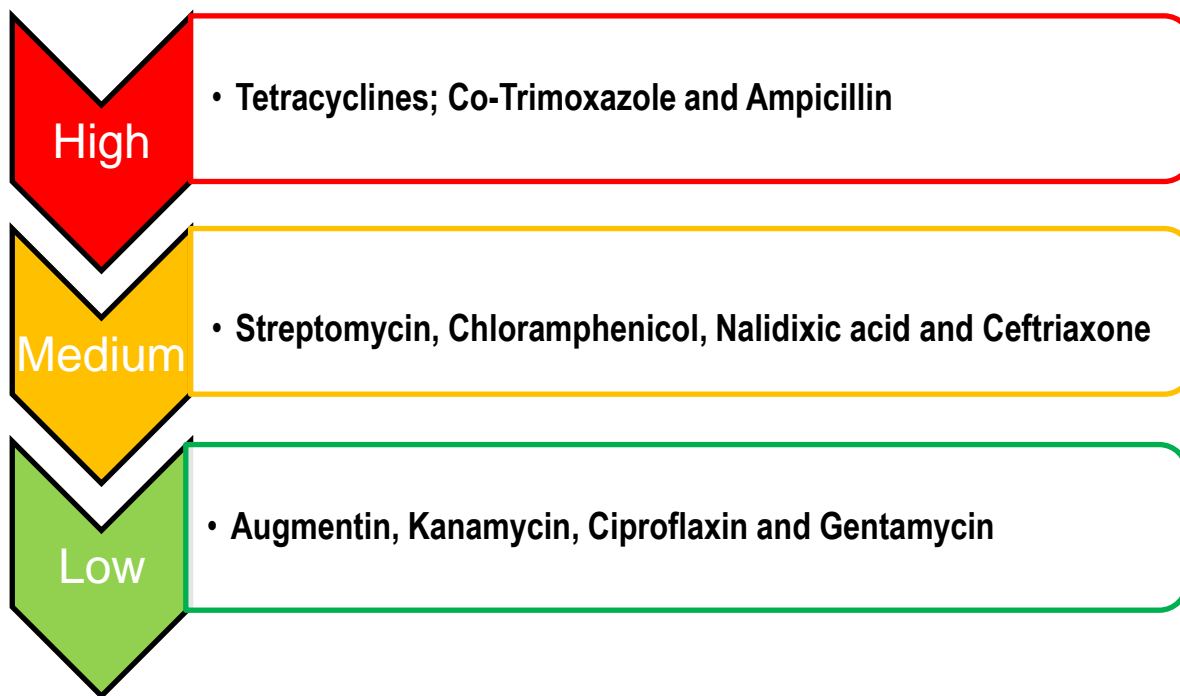 High
• Tetracyclines; Co-Trimoxazole and Ampicillin
Medium
• Streptomycin, Chloramphenicol, Nalidixic acid and Ceftriaxone
Low
• Augmentin, Kanamycin, Ciproflaxin and Gentamycin